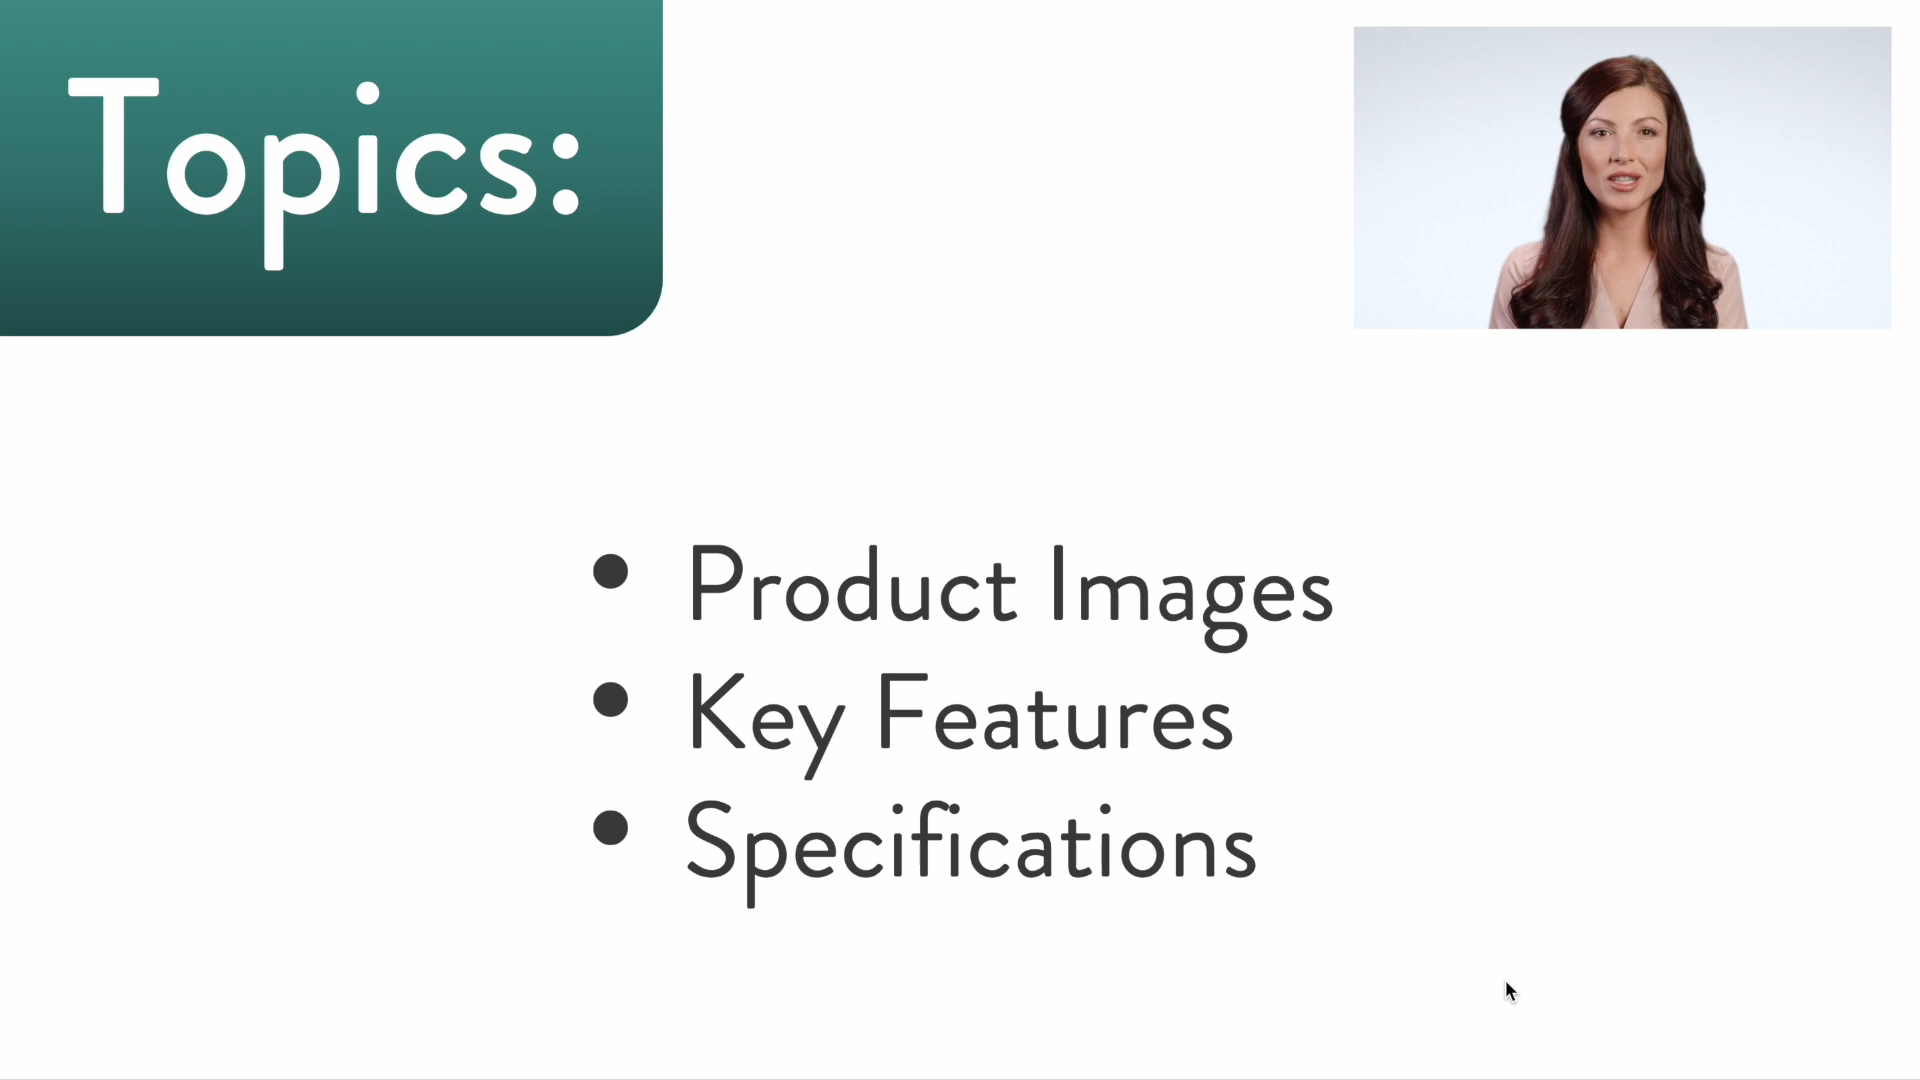 Topics:
• Product Images
• Key Features
• Specifications